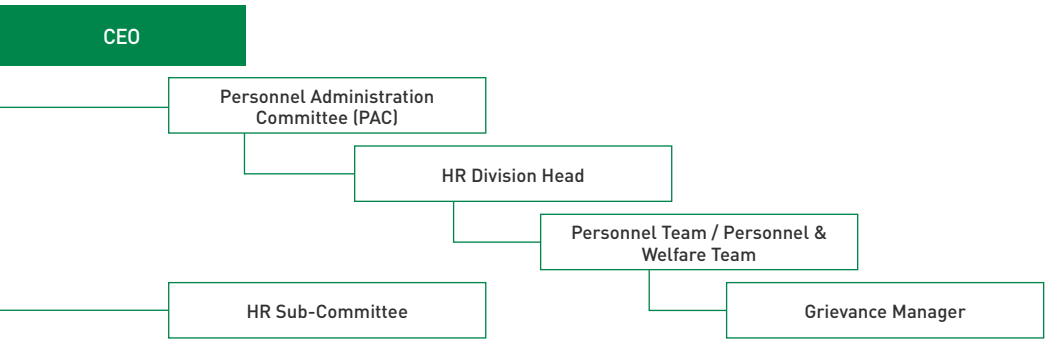 CEO
Personnel Administration
Committee (PAC)
HR Division Head
Personnel Team / Personnel &
Welfare Team
HR Sub-Committee
Grievance Manager